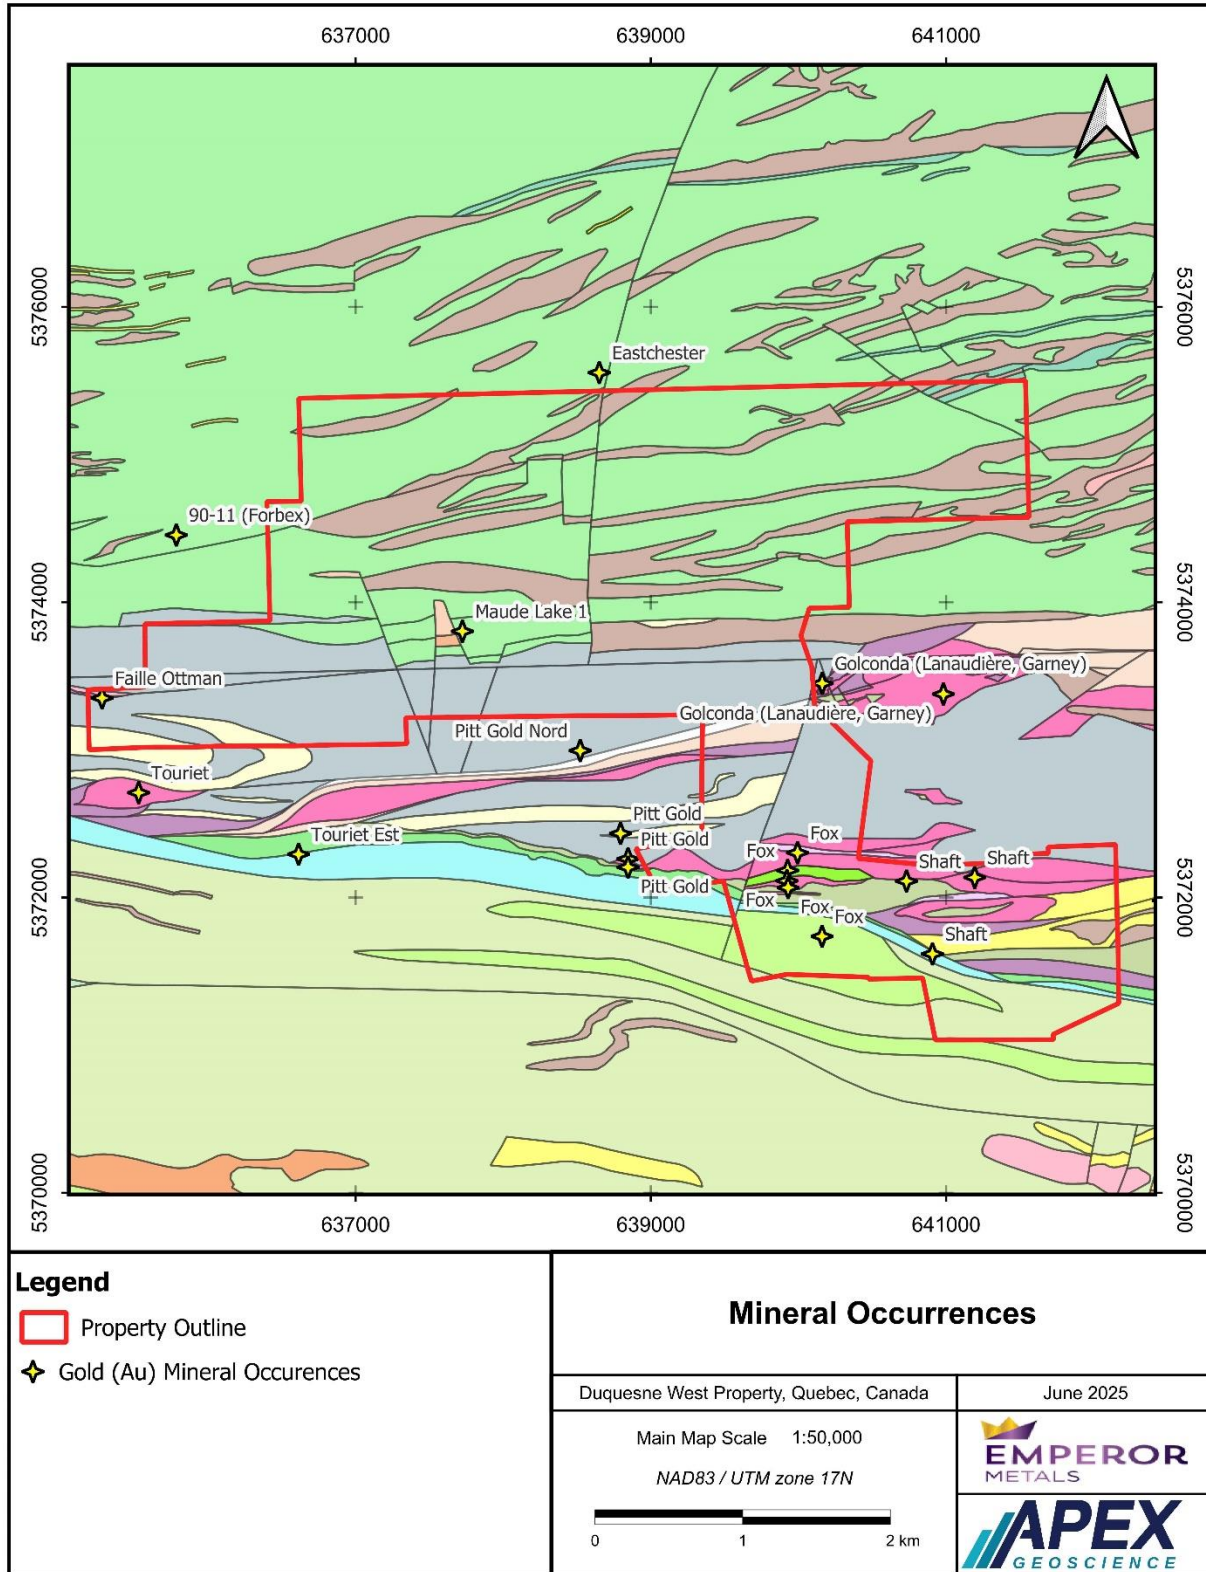 637000
639000
641000
5376000
5376000
Eastchester
90-11 (Forbex)
5374000
Maude Lake 1
5374000
Faille Ottman
Golconda (Lanaudière, Garney)
Golconda (Lanaudière, Garney)
Pitt Gold Nord
Touriet
Pitt Gold
Touriet Est
Pitt Gold
Fox
Fox
Shaft
Shaft
Pitt Gold
5372000
5372000
Fox
Fox
Fox
Shaft
5370000
5370000
637000
639000
641000
Legend
Property Outline
Gold (Au) Mineral Occurences
Mineral Occurrences
Duquesne West Property, Quebec, Canada
June 2025
Main Map Scale 1:50,000
NAD83 / UTM zone 17N
0 1 2 km
EMPEROR
METALS
APEX
GEOSCIENCE